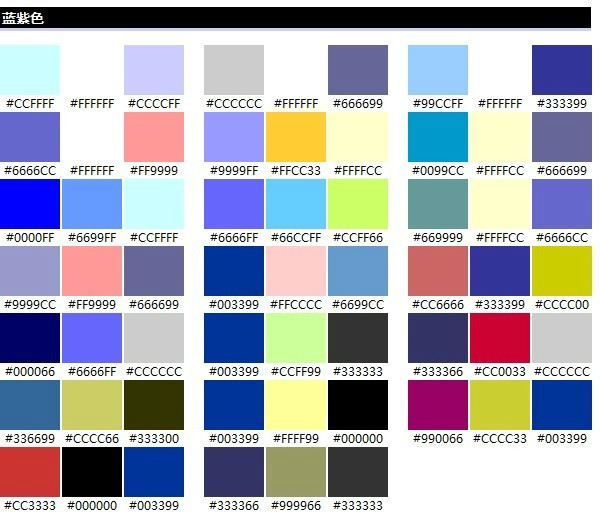 蓝紫色
#CCFFFF #FFFFFF #CCCCFF #CCCCCC #FFFFFF #666699 #99CCFF #FFFFFF #333399
#6666CC #FFFFFF #FF9999 #9999FF #FFCC33 #FFFFCC #0099CC #FFFFCC #666699
#0000FF #6699FF #CCFFFF #6666FF #66CCFF #CCFF66 #669999 #FFFFCC #6666CC
#9999CC #FF9999 #666699 #003399 #FFCCCC #6699CC #CC6666 #333399 #CCCC00
#000066 #6666FF #CCCCCC #003399 #CCFF99 #333333 #333366 #CC0033 #CCCCCC
#336699 #CCCC66 #333300 #003399 #FFFF99 #000000 #990066 #CCCC33 #003399
#CC3333 #000000 #003399 #333366 #999966 #333333